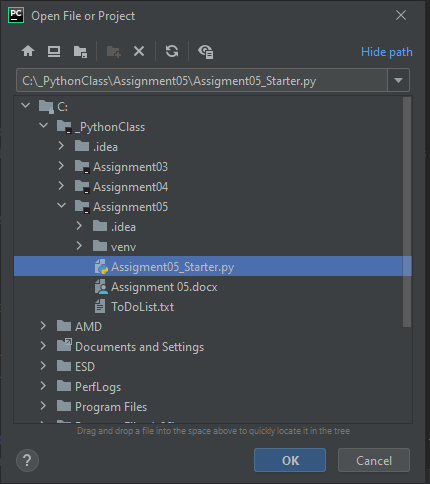 PC
Open File or Project
Hide path
C:\_PythonClass\Assignment05\Assigment05_Starter.py
C:
_PythonClass
.idea
Assignment03
Assignment04
Assignment05
.idea
venv
Assigment05_Starter.py
Assignment 05.docx
ToDoList.txt
AMD
Documents and Settings
ESD
PerfLogs
Program Files
Drag and drop a file into the space above to quickly locate it in the tree
?
OK
Cancel